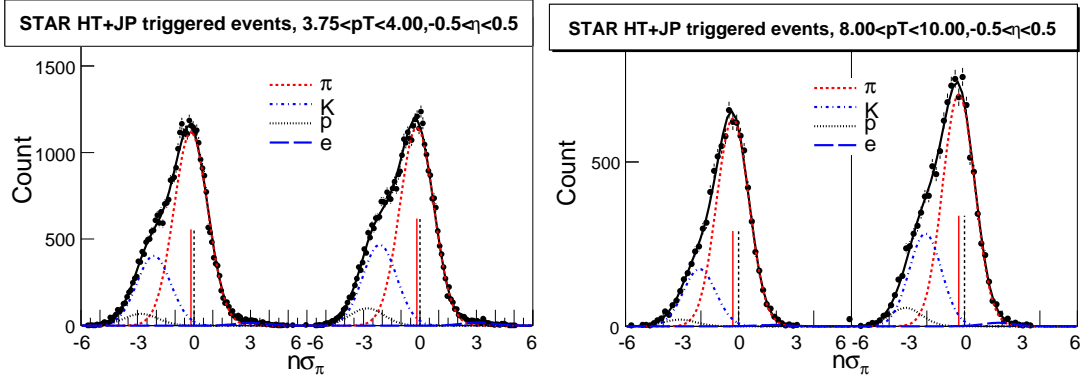 STAR HT+JP triggered events, 3.75<pT<4.00,-0.5<η<0.5
1500
1000
500
0
Count
π
K
p
e
-6 -3 0 3 6 -3 0 3 6
nσπ
STAR HT+JP triggered events, 8.00<pT<10.00,-0.5<η<0.5
500
0
Count
π
K
p
e
-6 -3 0 3 -6 -3 0 3 6
nσπ